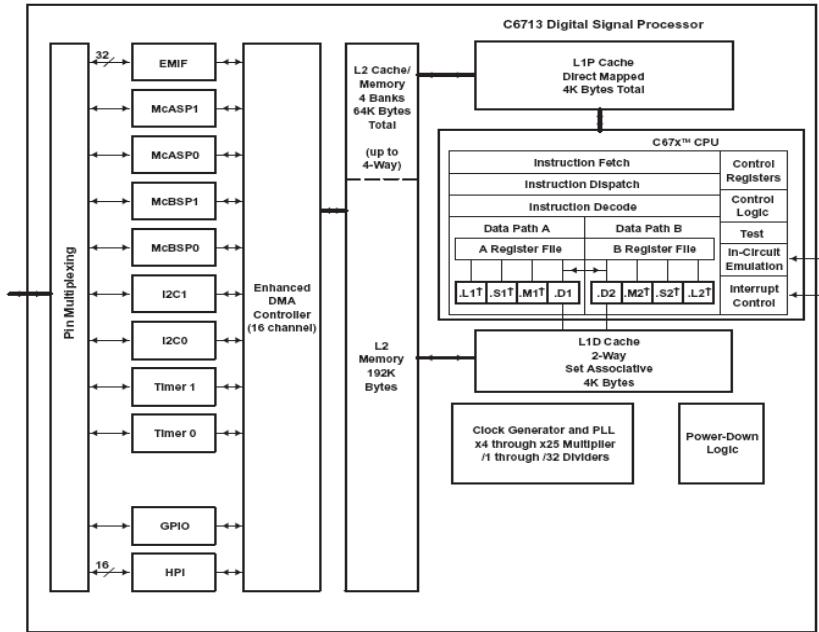 C6713 Digital Signal Processor
Pin Multiplexing
32
EMIF
McASP1
McASP0
McBSP1
McBSP0
I2C1
I2C0
Timer 1
Timer 0
GPIO
16
HPI
Enhanced
DMA
Controller
(16 channel)
L2 Cache/
Memory
4 Banks
64K Bytes
Total
(up to
4-Way)
L2
Memory
192K
Bytes
L1P Cache
Direct Mapped
4K Bytes Total
C67x™ CPU
Instruction Fetch
Instruction Dispatch
Instruction Decode
Data Path A
Data Path B
A Register File
B Register File
.L1† .S1† .M1† .D1
.D2 .M2† .S2† .L2†
Control
Registers
Control
Logic
Test
In-Circuit
Emulation
Interrupt
Control
L1D Cache
2-Way
Set Associative
4K Bytes
Clock Generator and PLL
x4 through x25 Multiplier
/1 through /32 Dividers
Power-Down
Logic